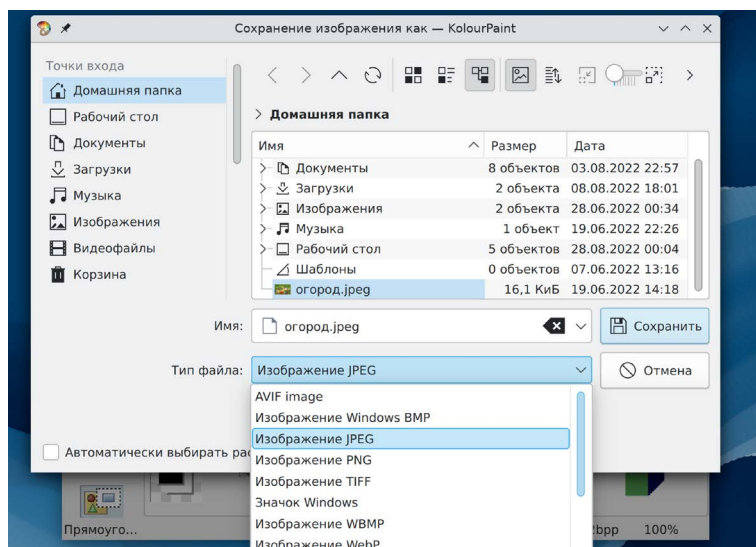 Сохранение изображения как — KolourPaint
Точки входа
Домашняя папка
Рабочий стол
Документы
Загрузки
Музыка
Изображения
Видеофайлы
Корзина
Домашняя папка
Имя Размер Дата
Документы 8 объектов 03.08.2022 22:57
Загрузки 2 объекта 08.08.2022 18:01
Изображения 2 объекта 28.06.2022 00:34
Музыка 1 объект 19.06.2022 22:26
Рабочий стол 5 объектов 28.08.2022 00:04
Шаблоны 0 объектов 07.06.2022 13:16
огород.jpeg 16,1 КиБ 19.06.2022 14:18
Имя: огород.jpeg Сохранить
Тип файла: Изображение JPEG Отмена
AVIF image
Изображение Windows BMP
Изображение JPEG
Изображение PNG
Изображение TIFF
Значок Windows
Изображение WBMP
Изображение WebP
Автоматически выбирать ра
Прямоуго... bpp 100%